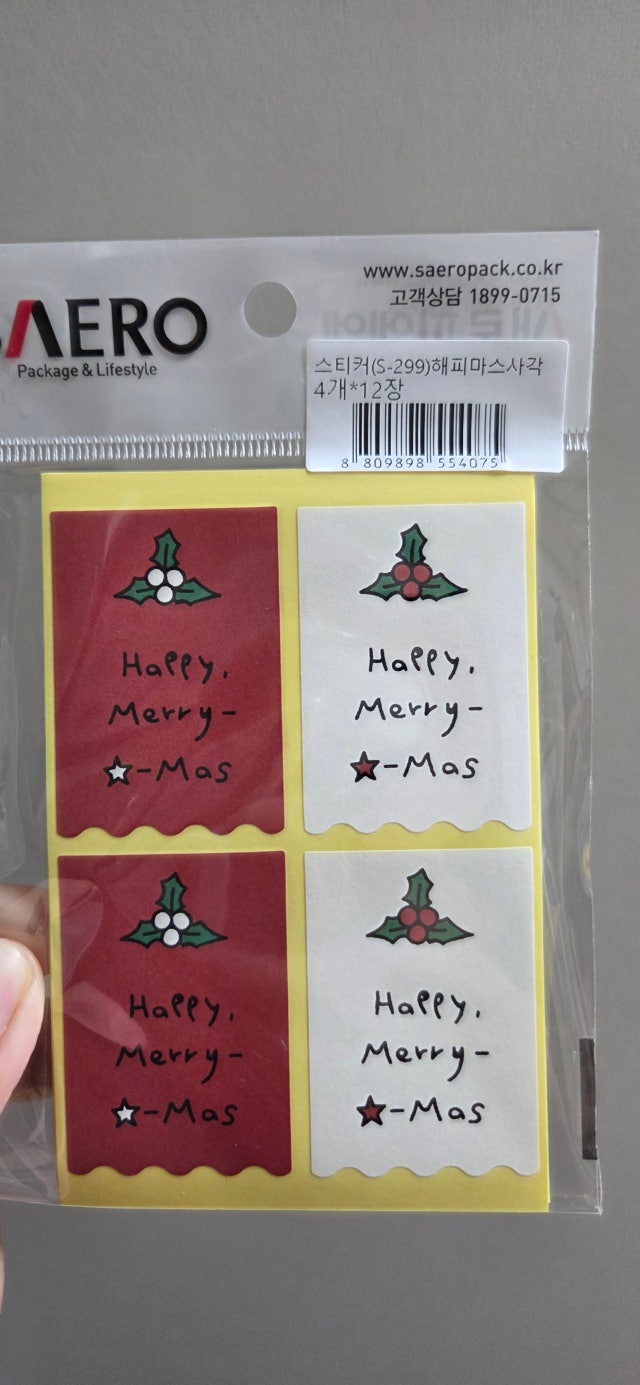 SAERO
Package & Lifestyle
www.saeropack.co.kr
고객상담 1899-0715
스티커(S-299)해피마스사각
4개*12장
8 809898 554075
Happy,
Merry-
☆-Mas
Happy,
Merry-
★-Mas
Happy,
Merry-
☆-Mas
Happy,
Merry-
★-Mas